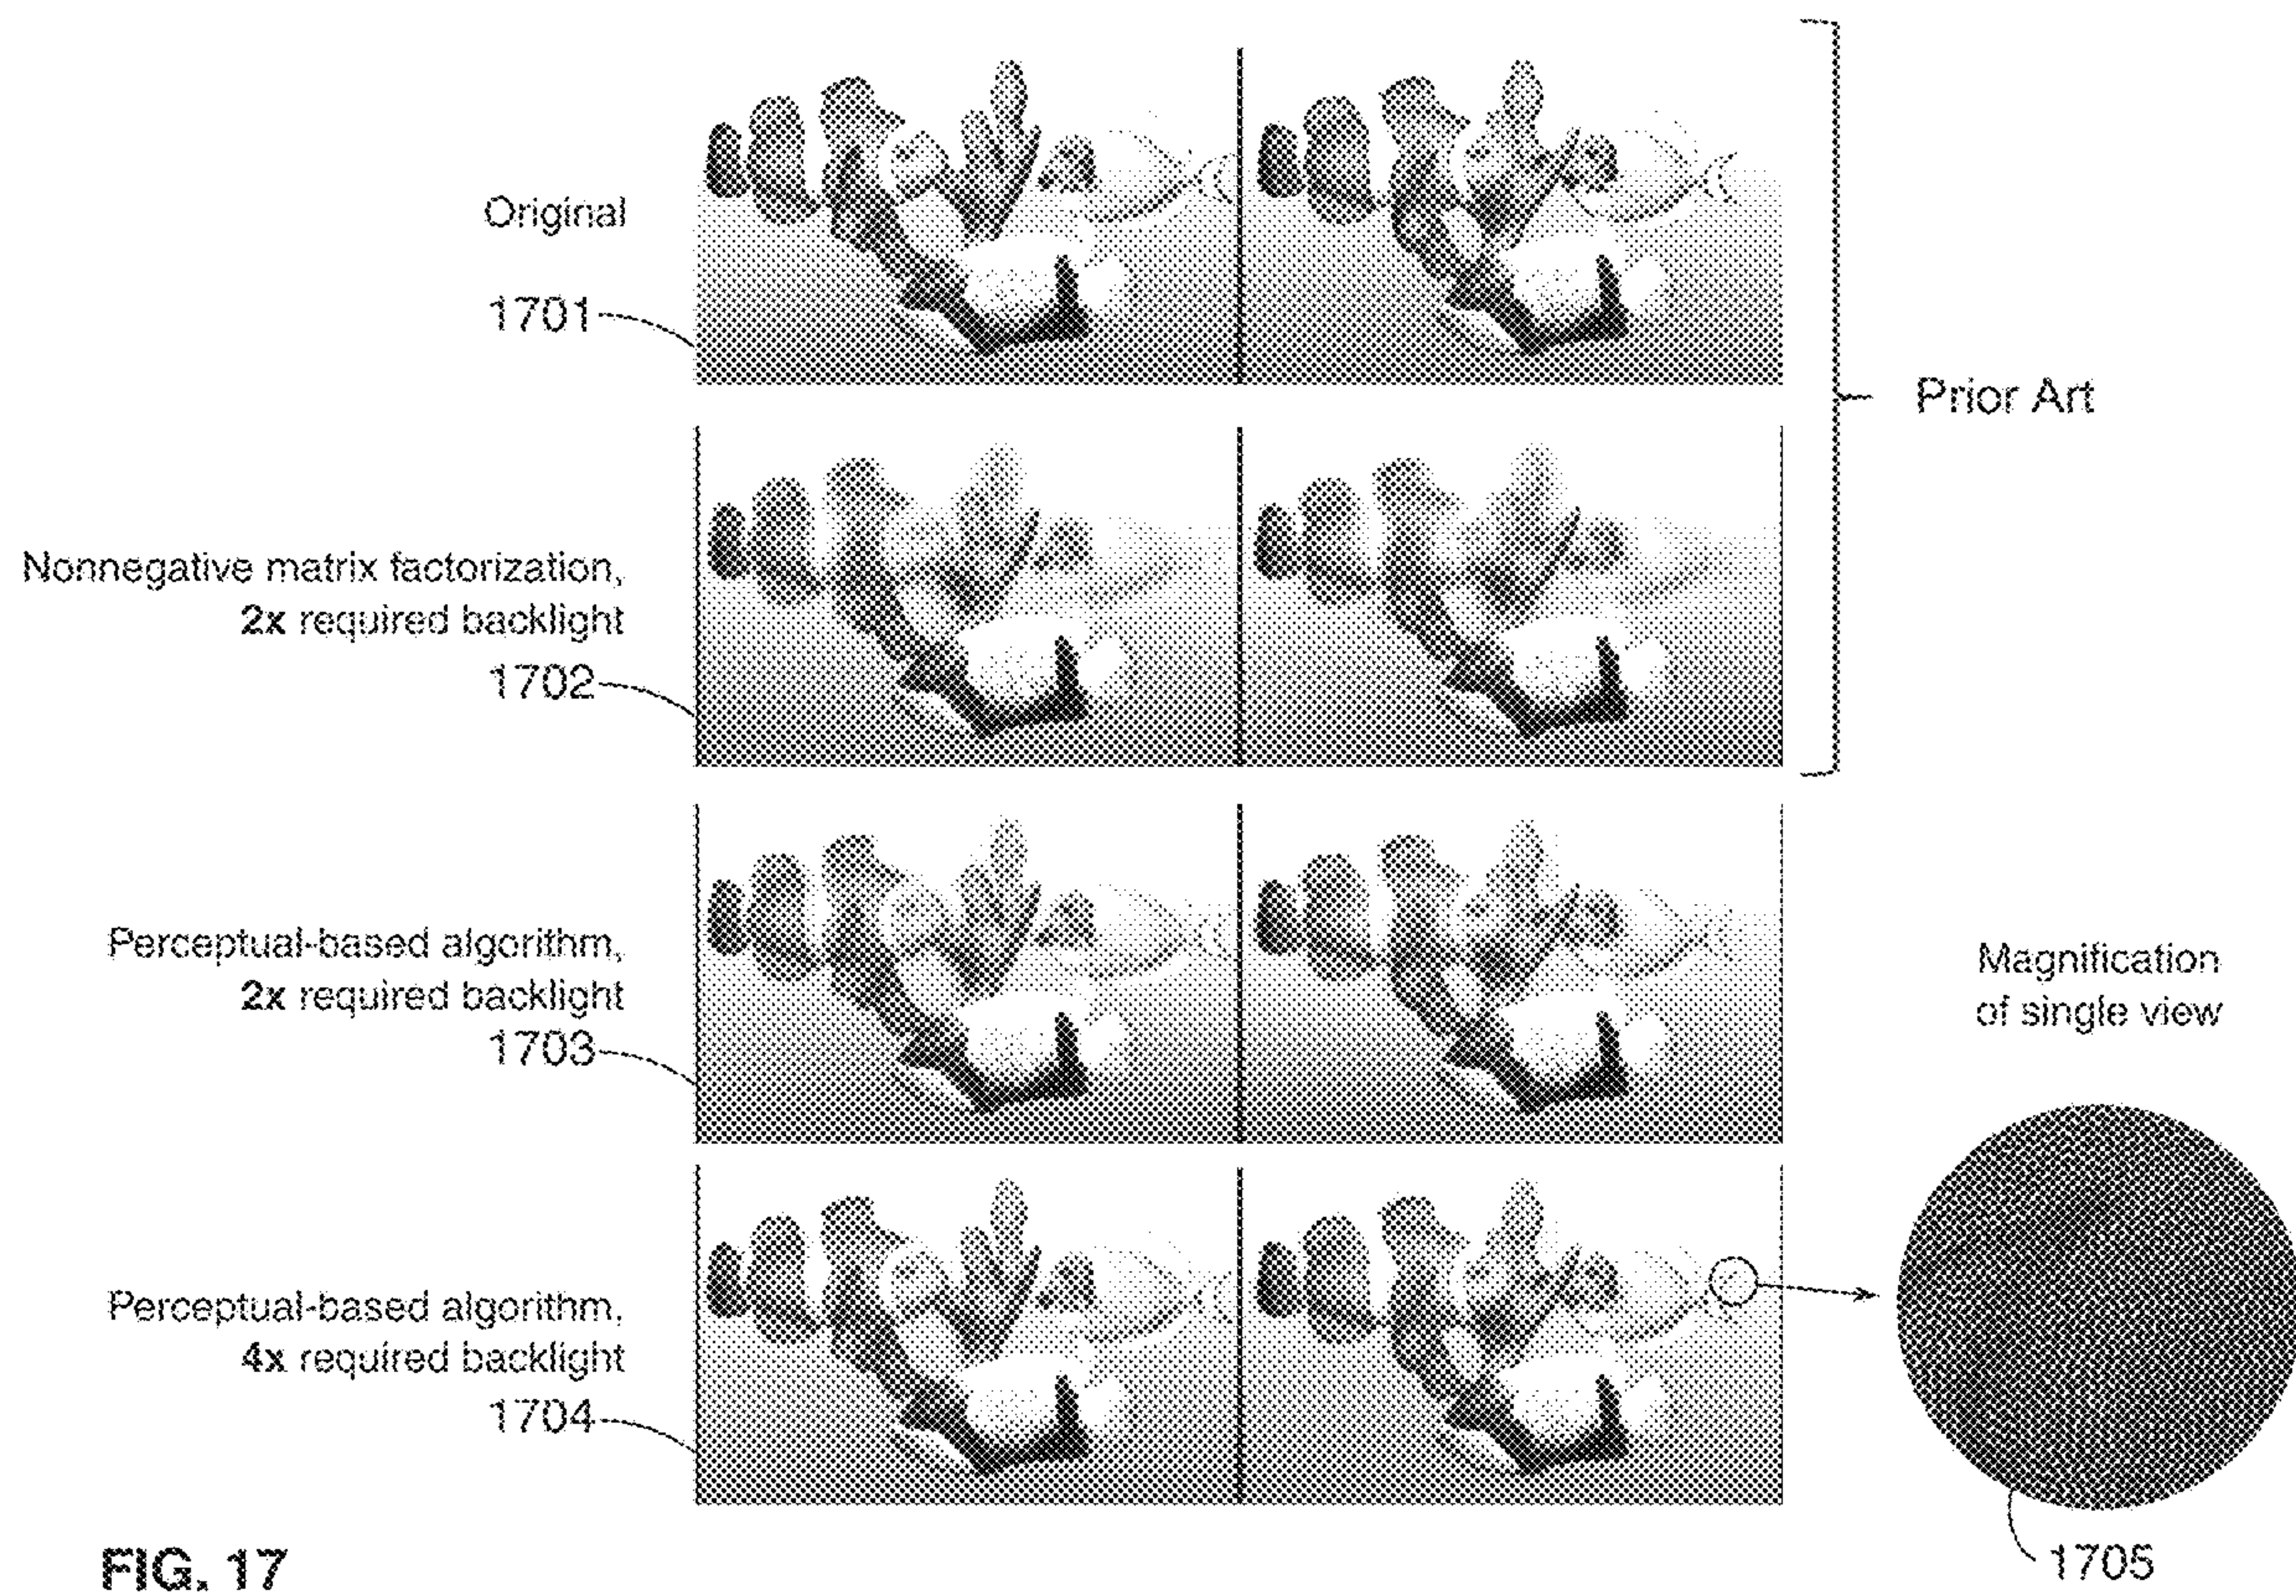 Original
1701
Prior Art
Nonnegative matrix factorization,
2x required backlight
1702
Perceptual-based algorithm,
2x required backlight
1703
Magnification
of single view
Perceptual-based algorithm,
4x required backlight
1704
1705
FIG. 17